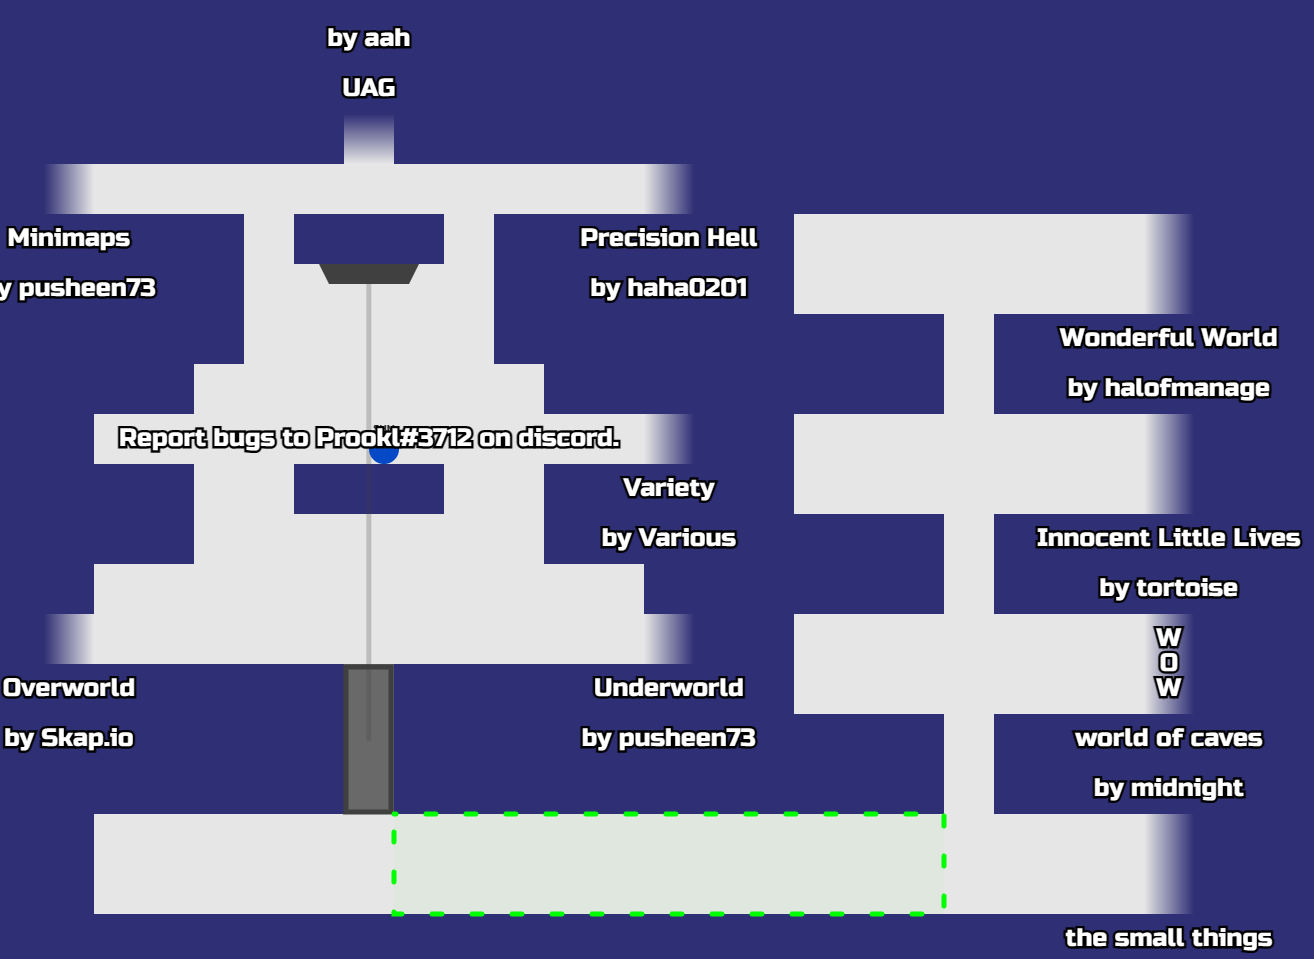 by aah
UAG
Minimaps
y pusheen73
Precision Hell
by haha0201
Wonderful World
by halofmanage
Report bugs to Prookl#3712 on discord.
Variety
by Various
Innocent Little Lives
by tortoise
W
O
W
Overworld
by Skap.io
Underworld
by pusheen73
world of caves
by midnight
the small things